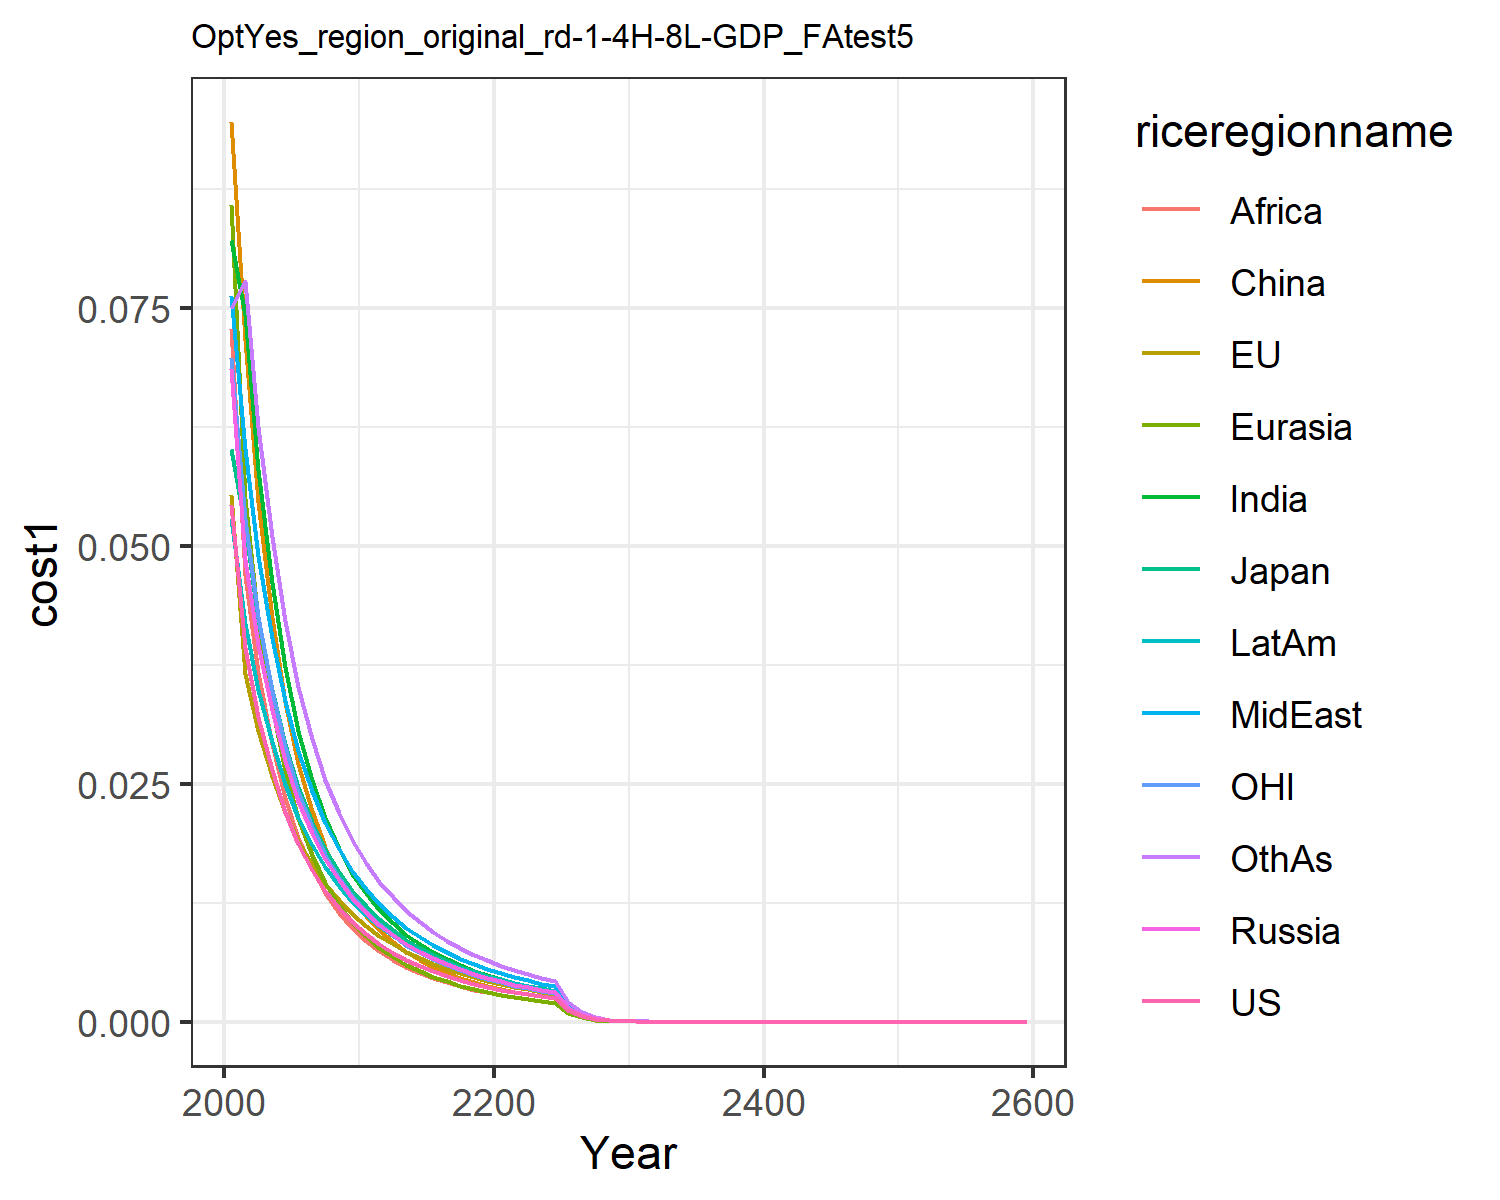 OptYes_region_original_rd-1-4H-8L-GDP_FAtest5
cost1
0.075
0.050
0.025
0.000
2000 2200 2400 2600
Year
riceregionname
Africa
China
EU
Eurasia
India
Japan
LatAm
MidEast
OHI
OthAs
Russia
US